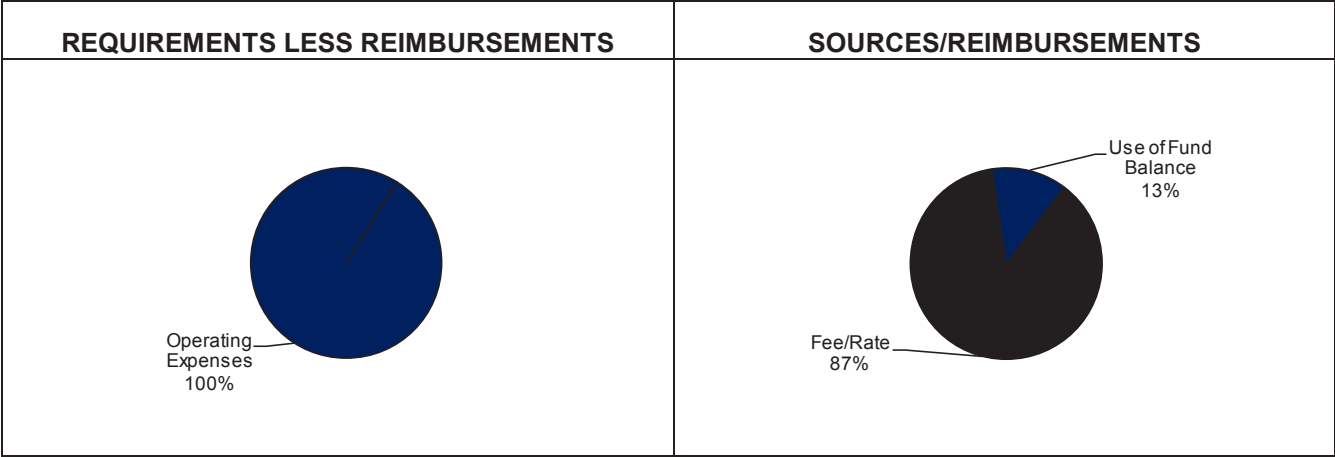 REQUIREMENTS LESS REIMBURSEMENTS
Operating
Expenses
100%
SOURCES/REIMBURSEMENTS
Use of Fund
Balance
13%
Fee/Rate
87%